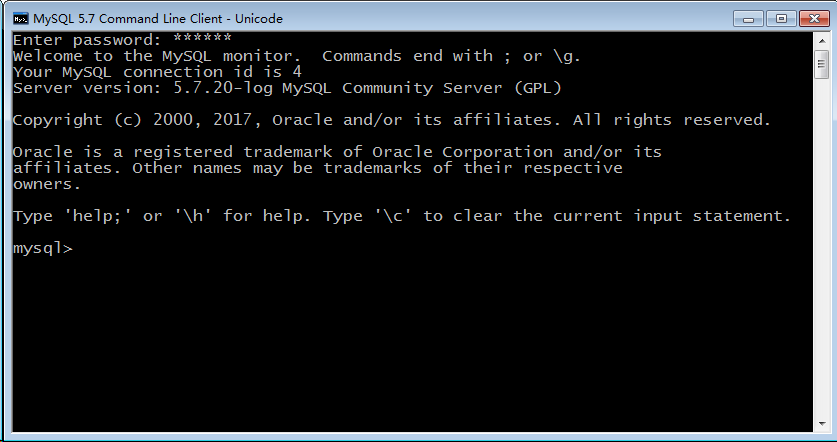 MySQL 5.7 Command Line Client - Unicode
Enter password: ******
Welcome to the MySQL monitor.  Commands end with ; or \g.
Your MySQL connection id is 4
Server version: 5.7.20-log MySQL Community Server (GPL)
Copyright (c) 2000, 2017, Oracle and/or its affiliates. All rights reserved.
Oracle is a registered trademark of Oracle Corporation and/or its
affiliates. Other names may be trademarks of their respective
owners.
Type 'help;' or '\h' for help. Type '\c' to clear the current input statement.
mysql>